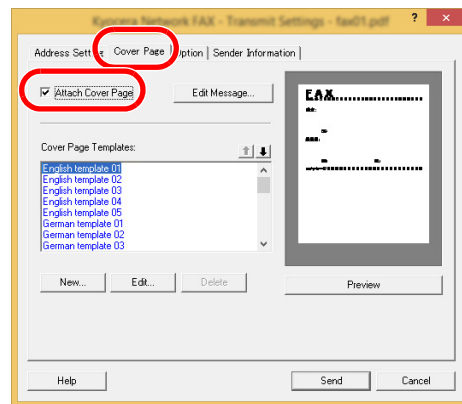 Kyocera Network FAX - Transmit Settings - fax01.pdf ? ×
Address Setting Cover Page Option Sender Information
Attach Cover Page Edit Message...
FAX
Cover Page Templates:
English template 01
English template 02
English template 03
English template 04
English template 05
German template 01
German template 02
German template 03
New... Edit... Delete Preview
Help Send Cancel